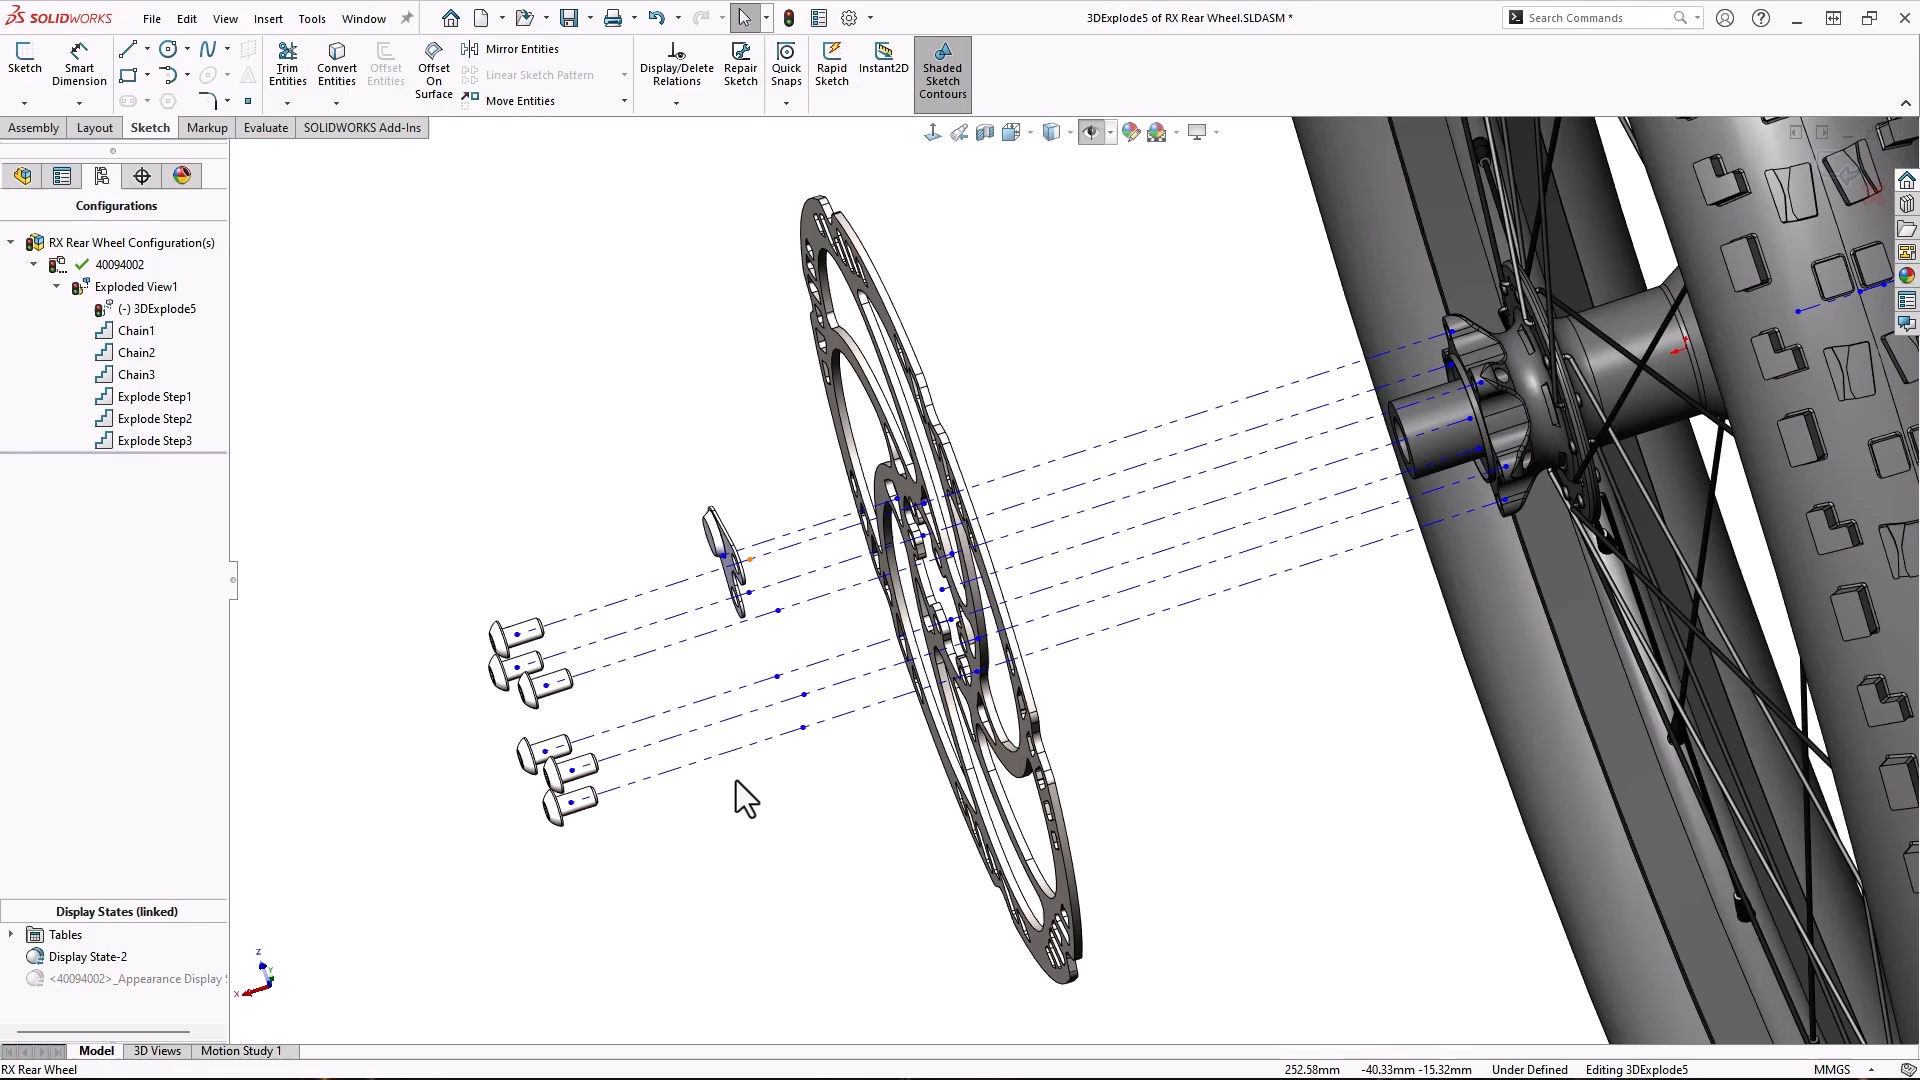 SOLIDWORKS
File Edit View Insert Tools Window
3DExplode5 of RX Rear Wheel.SLDASM *
Search Commands
Sketch
Smart Dimension
Trim Entities
Convert Entities
Offset Entities
Offset On Surface
Mirror Entities
Linear Sketch Pattern
Move Entities
Display/Delete Relations
Repair Sketch
Quick Snaps
Rapid Sketch
Instant2D
Shaded Sketch Contours
Assembly Layout Sketch Markup Evaluate SOLIDWORKS Add-Ins
Configurations
RX Rear Wheel Configuration(s)
40094002
Exploded View1
(-) 3DExplode5
Chain1
Chain2
Chain3
Explode Step1
Explode Step2
Explode Step3
Display States (linked)
Tables
Display State-2
<40094002>_Appearance Display
Z
Y
X
Model 3D Views Motion Study 1
RX Rear Wheel 252.58mm -40.33mm -15.32mm Under Defined Editing 3DExplode5 MMGS